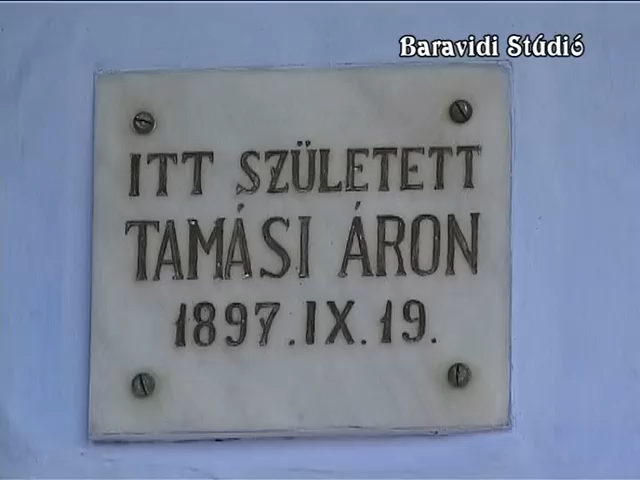 Baravidi Stúdió
ITT SZÜLETETT
TAMÁSI ÁRON
1897.IX.19.